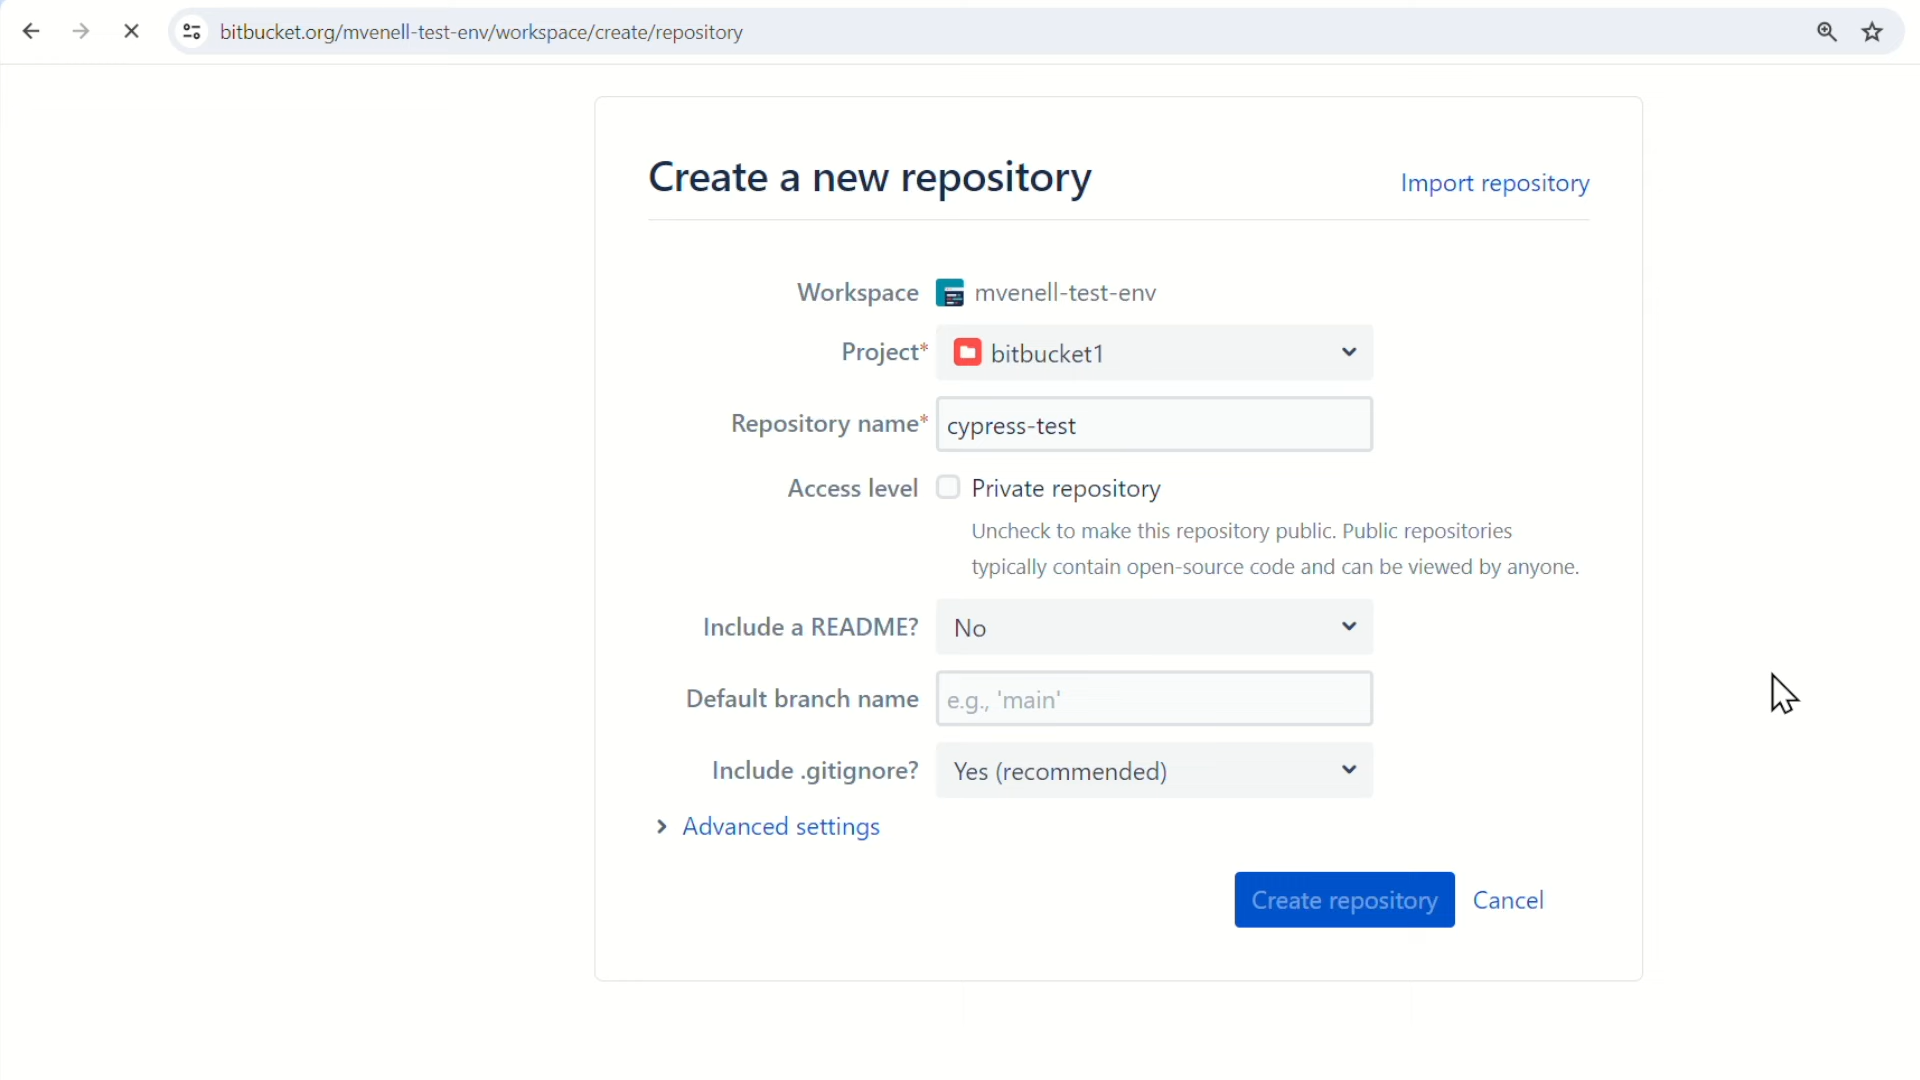 bitbucket.org/mvenell-test-env/workspace/create/repository
Create a new repository
Import repository
Workspace mvenell-test-env
Project* bitbucket1
Repository name* cypress-test
Access level Private repository
Uncheck to make this repository public. Public repositories
typically contain open-source code and can be viewed by anyone.
Include a README? No
Default branch name e.g., 'main'
Include .gitignore? Yes (recommended)
Advanced settings
Create repository Cancel